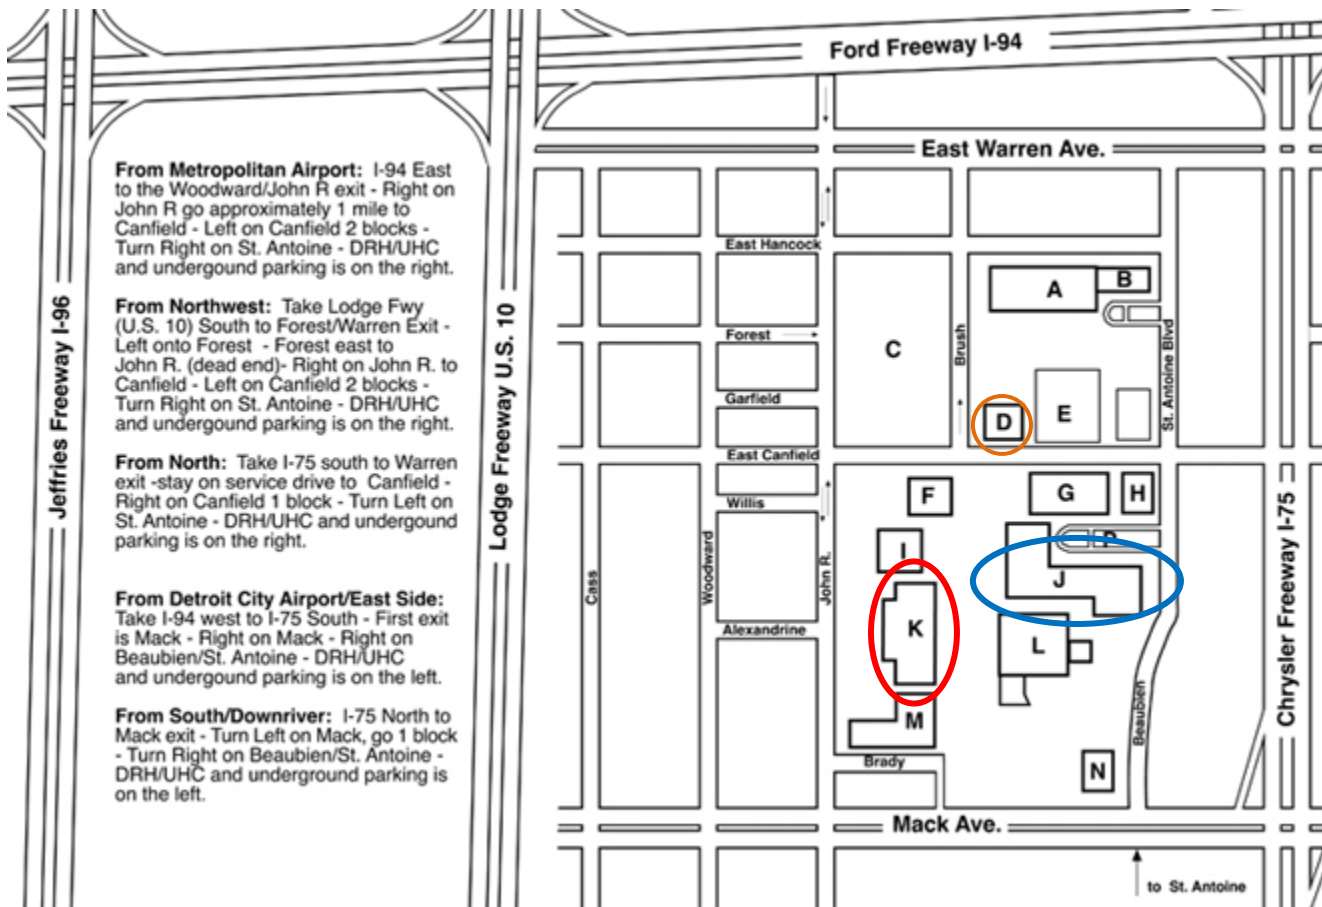 Ford Freeway I-94
East Warren Ave.
From Metropolitan Airport: I-94 East
to the Woodward/John R exit - Right on
John R go approximately 1 mile to
Canfield - Left on Canfield 2 blocks -
Turn Right on St. Antoine - DRH/UHC
and undergound parking is on the right.
From Northwest: Take Lodge Fwy
(U.S. 10) South to Forest/Warren Exit -
Left onto Forest - Forest east to
John R. (dead end)- Right on John R. to
Canfield - Left on Canfield 2 blocks -
Turn Right on St. Antoine - DRH/UHC
and undergound parking is on the right.
From North: Take I-75 south to Warren
exit -stay on service drive to Canfield -
Right on Canfield 1 block - Turn Left on
St. Antoine - DRH/UHC and undergound
parking is on the right.
From Detroit City Airport/East Side:
Take I-94 west to I-75 South - First exit
is Mack - Right on Mack - Right on
Beaubien/St. Antoine - DRH/UHC
and undergound parking is on the left.
From South/Downriver: I-75 North to
Mack exit - Turn Left on Mack, go 1 block
- Turn Right on Beaubien/St. Antoine -
DRH/UHC and underground parking is
on the left.
Jeffries Freeway I-96
Lodge Freeway U.S. 10
East Hancock
Forest
Garfield
East Canfield
Willis
Alexandrine
Cass
Woodward
John R.
Brush
St. Antoine Blvd
A
B
C
D
E
F
G
H
I
P
J
K
L
M
N
Brady
Beaubien
Chrysler Freeway I-75
Mack Ave.
to St. Antoine